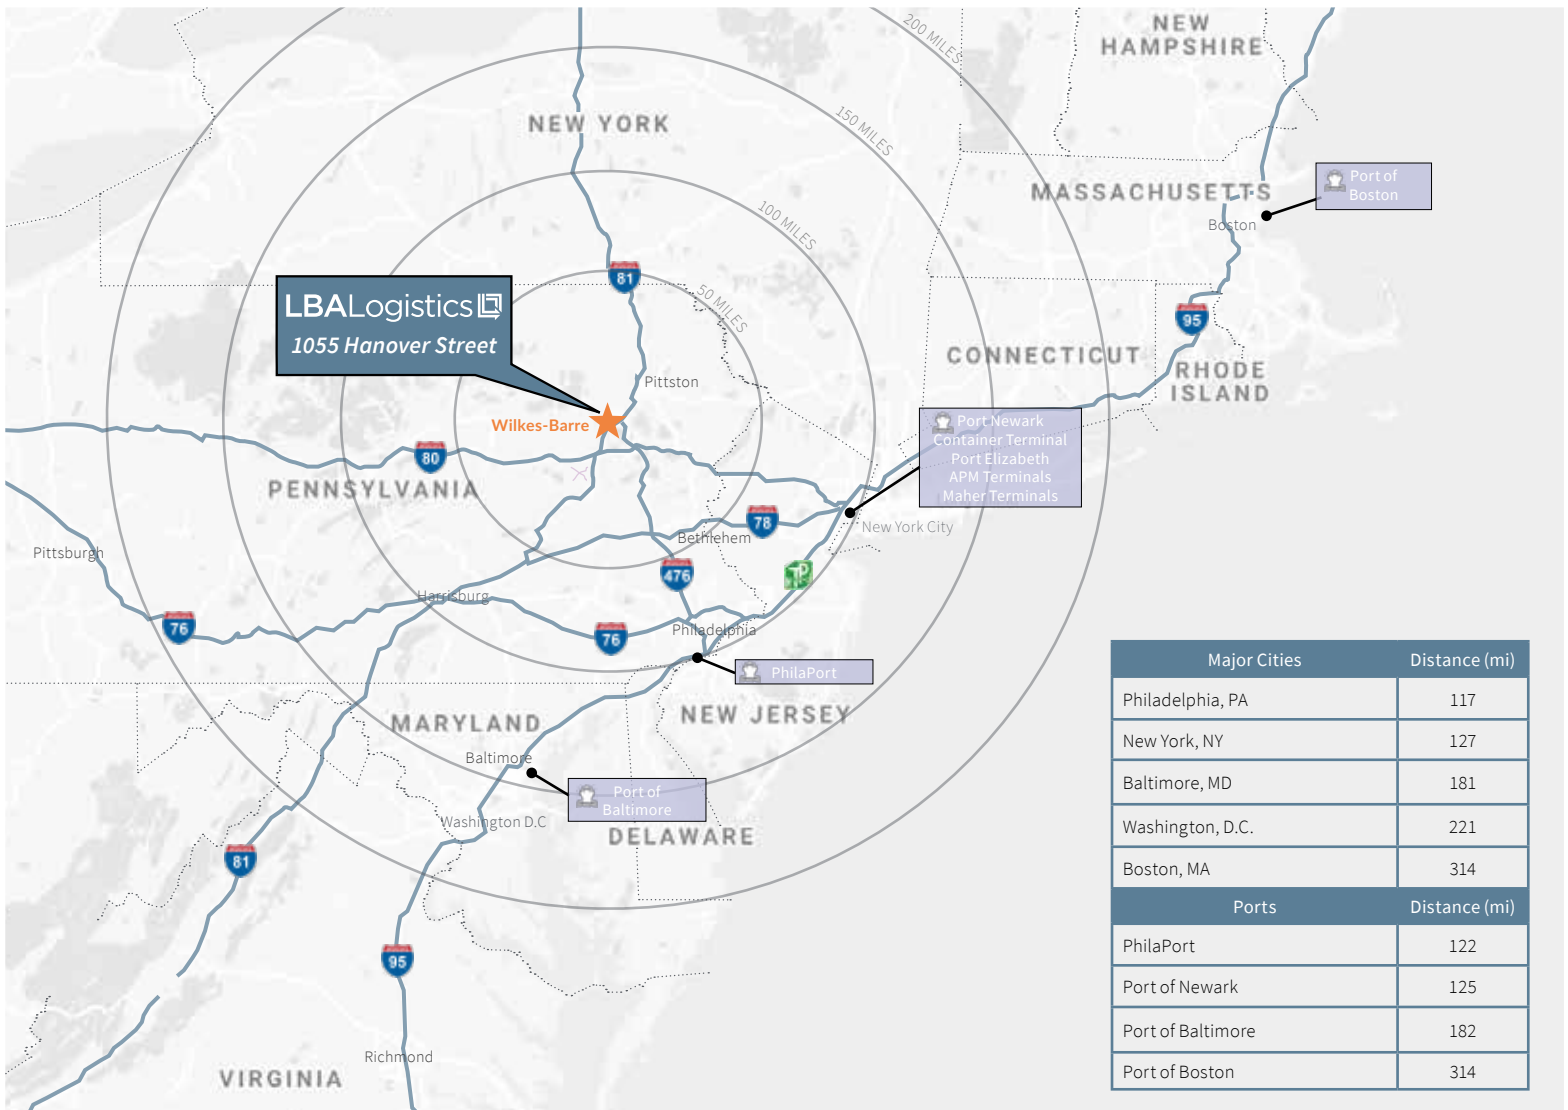 200 MILES
NEW
HAMPSHIRE
150 MILES
NEW YORK
Port of
Boston
MASSACHUSETTS
Boston
100 MILES
81
50 MILES
LBALogistics
1055 Hanover Street
95
CONNECTICUT
RHODE
ISLAND
Pittston
Wilkes-Barre
Port Newark
Container Terminal
Port Elizabeth
APM Terminals
Maher Terminals
80
PENNSYLVANIA
78
New York City
Bethlehem
Pittsburgh
476
TP
Harrisburg
76
76
Philadelphia
PhilaPort
MARYLAND
NEW JERSEY
Baltimore
Port of
Baltimore
Washington D.C
DELAWARE
81
95
Richmond
VIRGINIA
Major Cities Distance (mi)
Philadelphia, PA 117
New York, NY 127
Baltimore, MD 181
Washington, D.C. 221
Boston, MA 314
Ports Distance (mi)
PhilaPort 122
Port of Newark 125
Port of Baltimore 182
Port of Boston 314